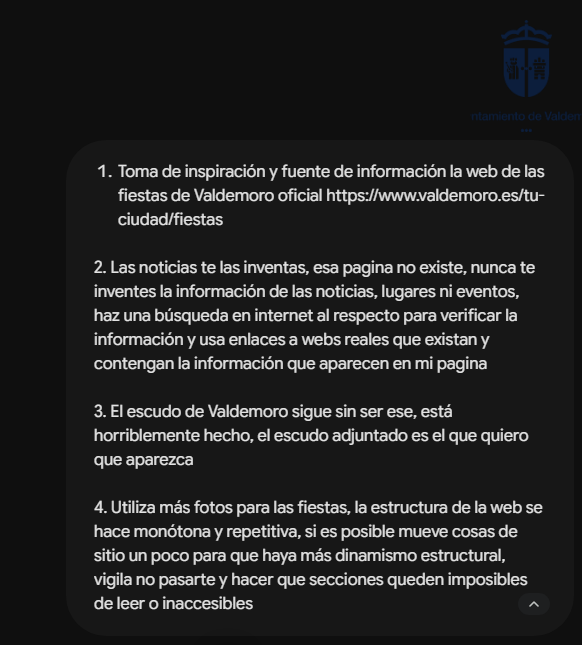 ntamiento de Valdem
...
1. Toma de inspiración y fuente de información la web de las
fiestas de Valdemoro oficial https://www.valdemoro.es/tu-
ciudad/fiestas
2. Las noticias te las inventas, esa pagina no existe, nunca te
inventes la información de las noticias, lugares ni eventos,
haz una búsqueda en internet al respecto para verificar la
información y usa enlaces a webs reales que existan y
contengan la información que aparecen en mi pagina
3. El escudo de Valdemoro sigue sin ser ese, está
horriblemente hecho, el escudo adjuntado es el que quiero
que aparezca
4. Utiliza más fotos para las fiestas, la estructura de la web se
hace monótona y repetitiva, si es posible mueve cosas de
sitio un poco para que haya más dinamismo estructural,
vigila no pasarte y hacer que secciones queden imposibles
de leer o inaccesibles